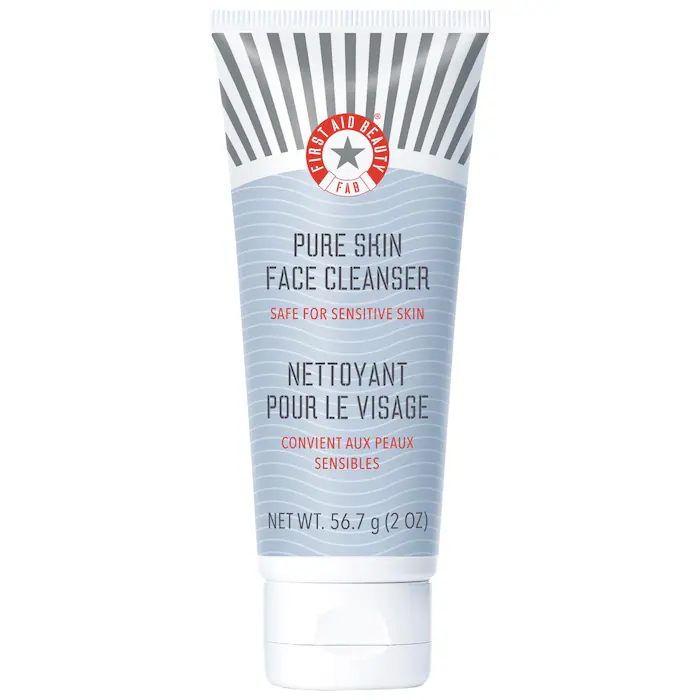 FIRST AID BEAUTY®
FAB
PURE SKIN
FACE CLEANSER
SAFE FOR SENSITIVE SKIN
NETTOYANT
POUR LE VISAGE
CONVIENT AUX PEAUX
SENSIBLES
NET WT. 56.7 g (2 OZ)